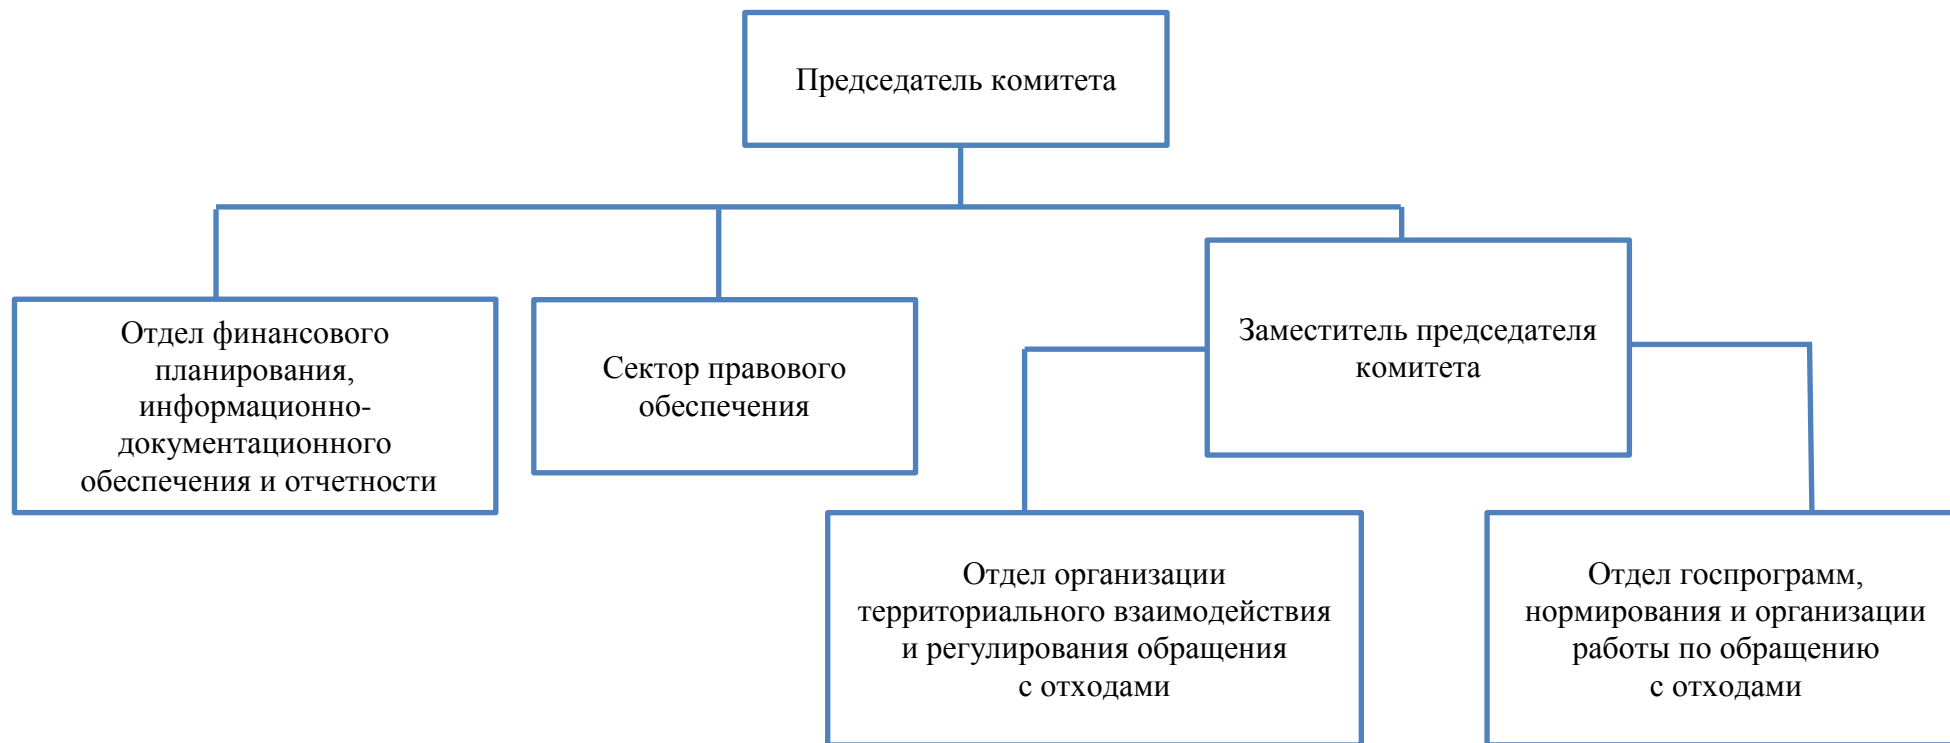 Председатель комитета
Отдел финансового
планирования,
информационно-
документационного
обеспечения и отчетности
Сектор правового
обеспечения
Заместитель председателя
комитета
Отдел организации
территориального взаимодействия
и регулирования обращения
с отходами
Отдел госпрограмм,
нормирования и организации
работы по обращению
с отходами